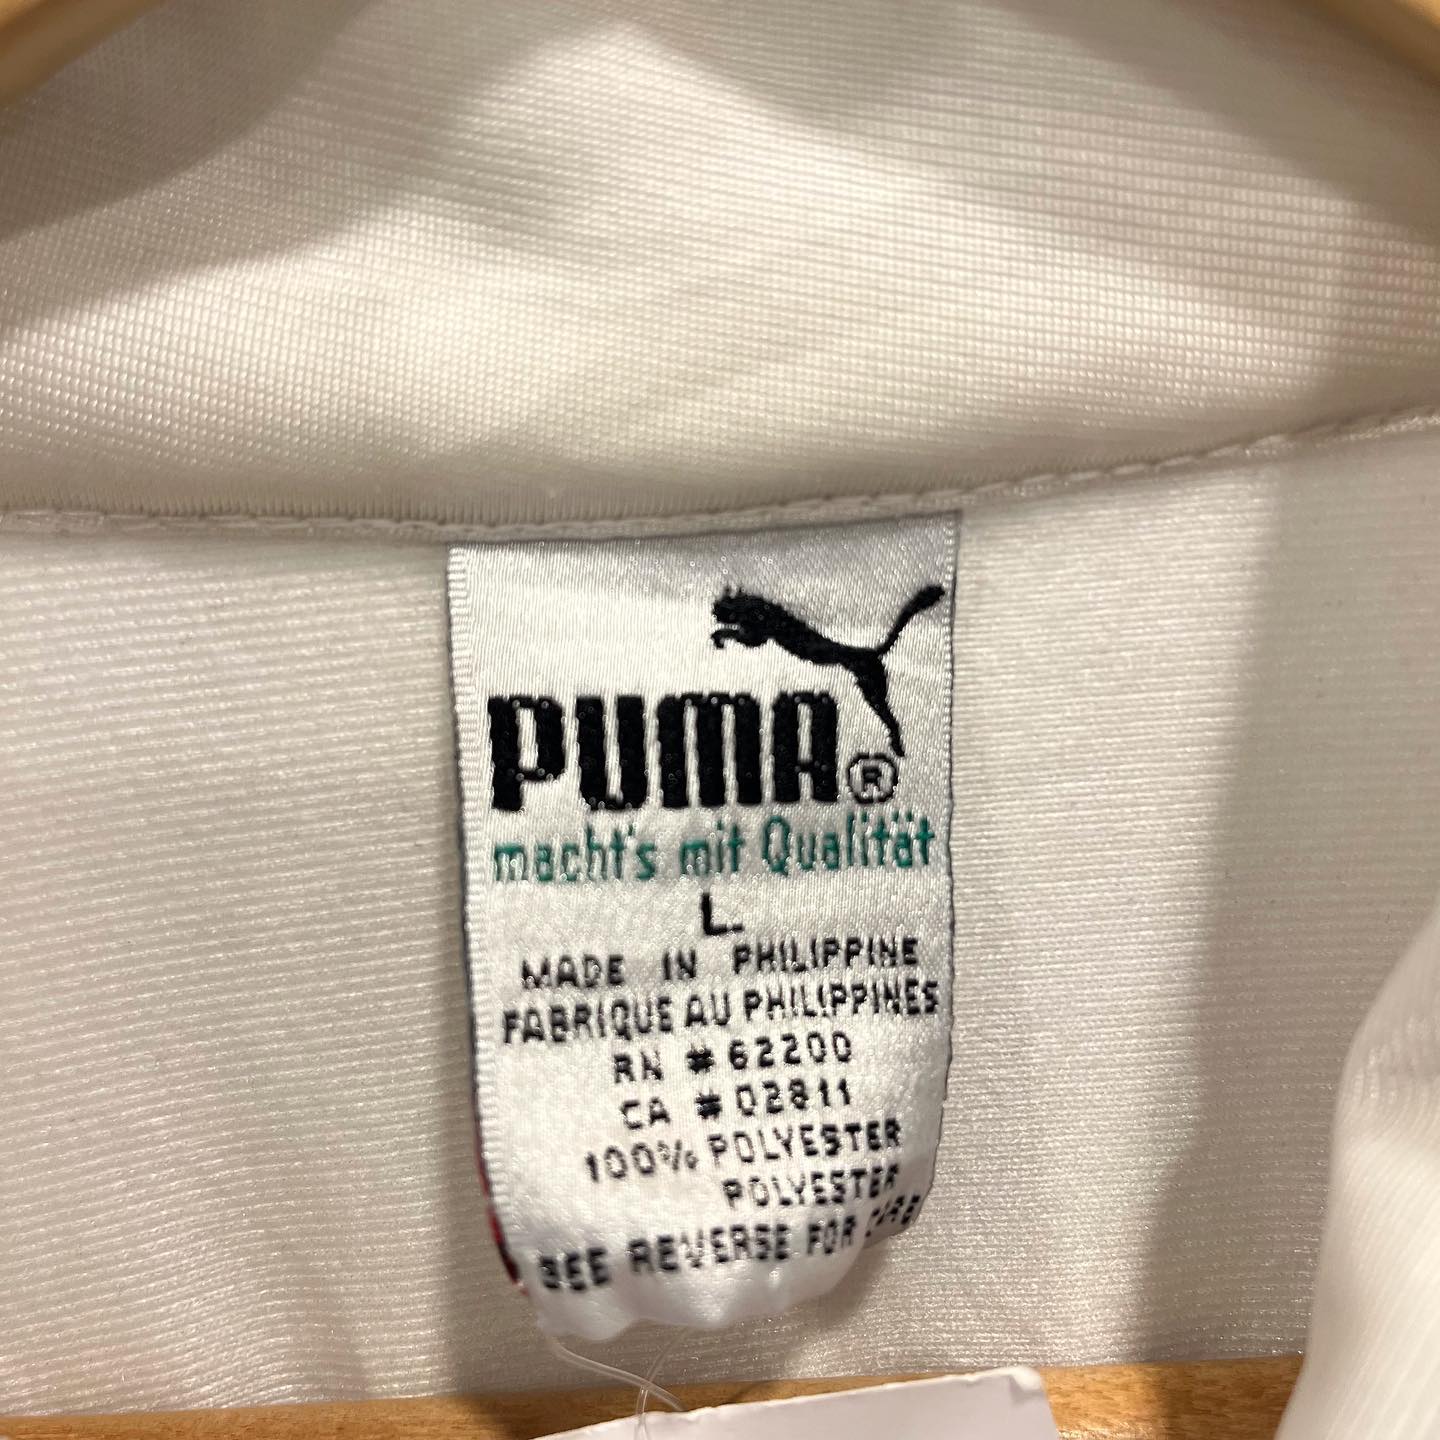 PUMA®
macht's mit Qualität
L.
MADE IN PHILIPPINE
FABRIQUE AU PHILIPPINES
RN # 62200
CA # 02811
100% POLYESTER
POLYESTER
SEE REVERSE FOR CARE